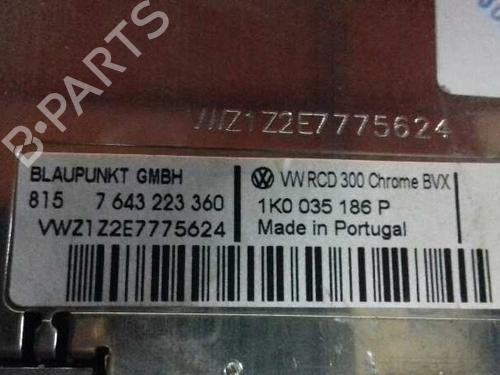 VWZ1Z2E7775624
BLAUPUNKT GMBH
815 7 643 223 360
VWZ1Z2E7775624
VW RCD 300 Chrome BVX
1K0 035 186 P
Made in Portugal
B-PARTS